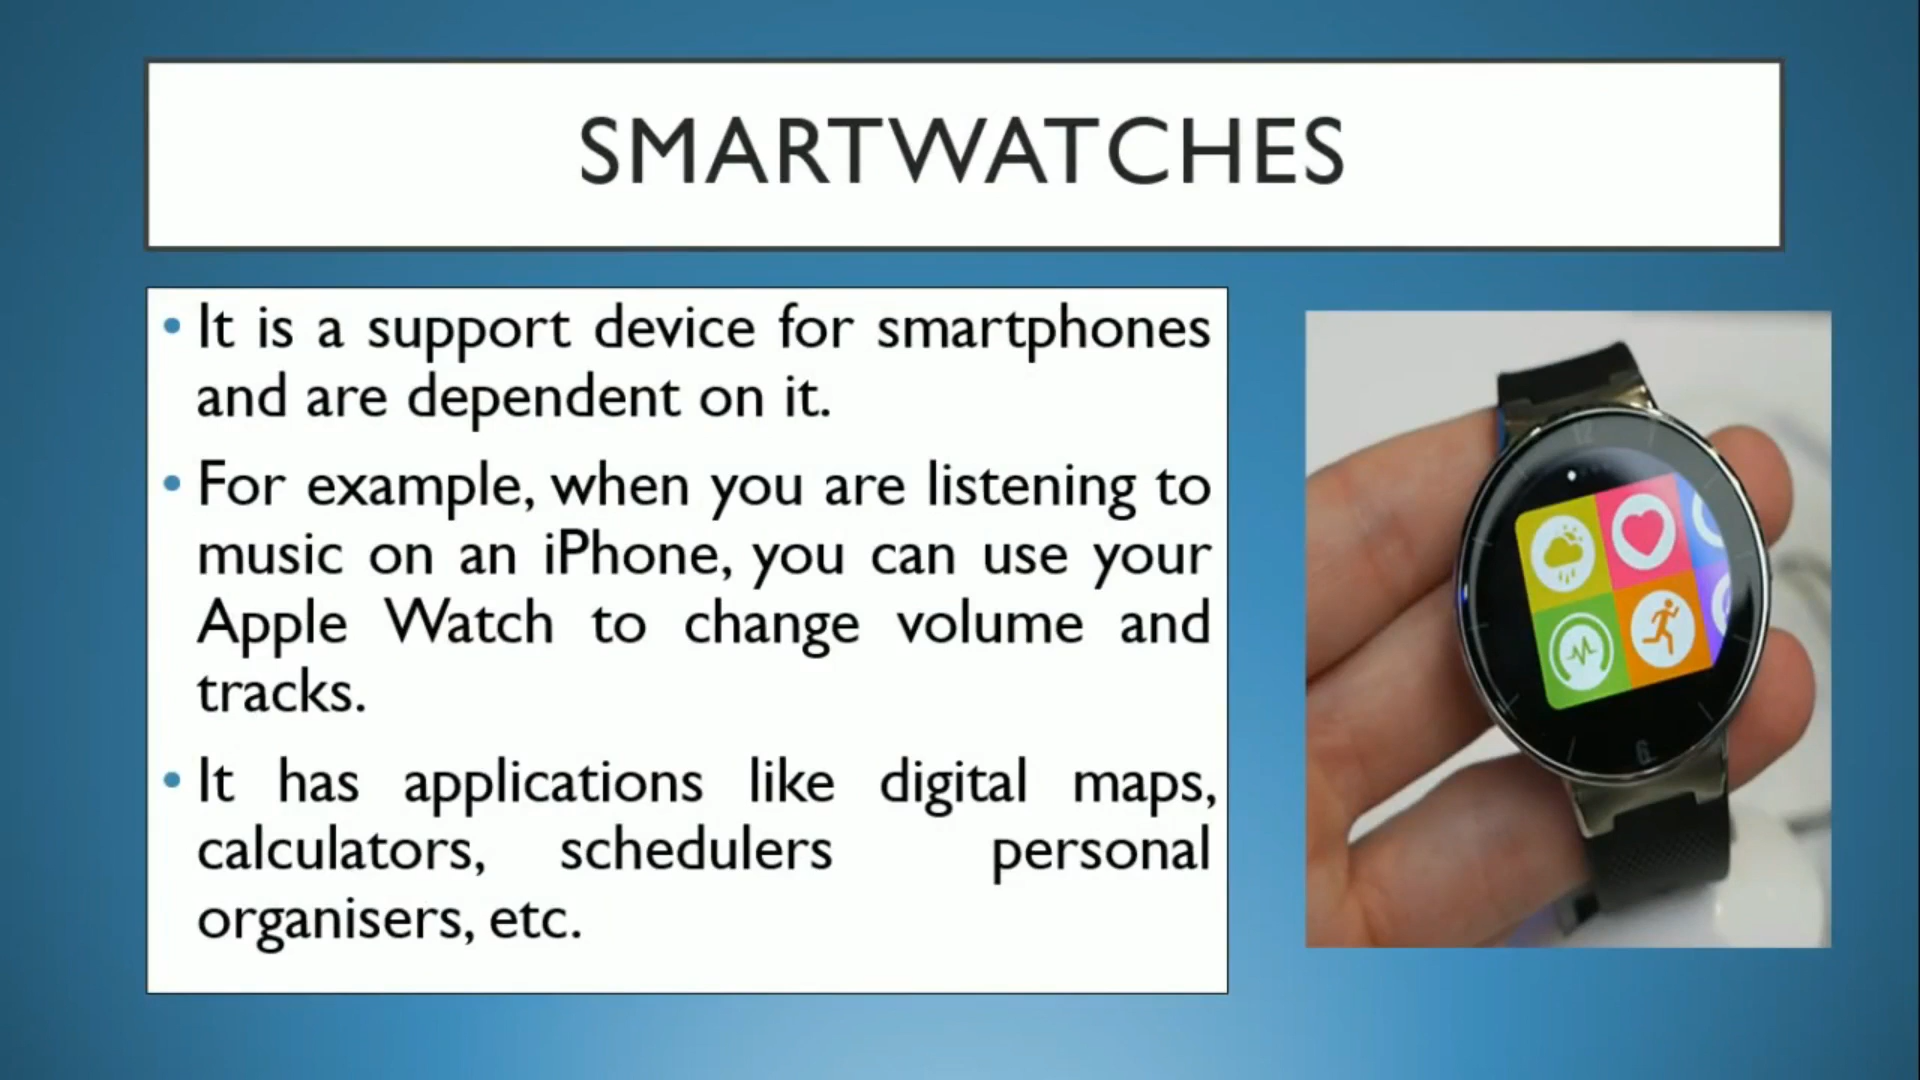 SMARTWATCHES
• It is a support device for smartphones
and are dependent on it.
• For example, when you are listening to
music on an iPhone, you can use your
Apple Watch to change volume and
tracks.
• It has applications like digital maps,
calculators, schedulers personal
organisers, etc.
12
6